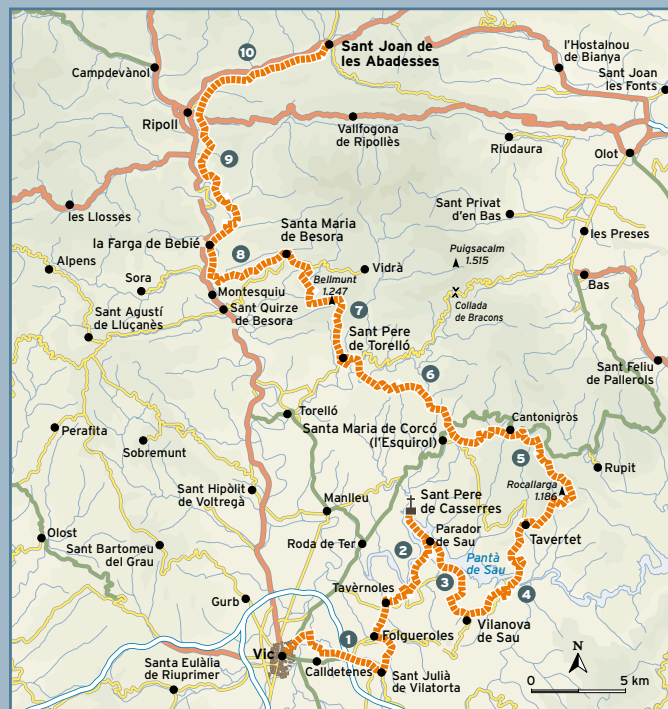 10
Sant Joan de
les Abadesses
l'Hostalnou
de Bianya
Campdevànol
Sant Joan
les Fonts
Ripoll
Vallfogona
de Ripollès
Riudaura
Olot
9
les Llosses
Sant Privat
d'en Bas
Santa Maria
de Besora
les Preses
la Farga de Bebié
8
Puigsacalm
1.515
Alpens
Sora
Vidrà
Bellmunt
1.247
Bas
Montesquiu
Collada
de Bracons
Sant Quirze
de Besora
7
Sant Agustí
de Lluçanès
Sant Pere
de Torelló
Sant Feliu
de Pallerols
6
Torelló
Cantonigròs
Perafita
Santa Maria de Corcó
(l'Esquirol)
Sobremunt
5
Rupit
Rocallarga
1.186
Sant Hipòlit
de Voltregà
Manlleu
Sant Pere
de Casserres
Olost
Parador
de Sau
Tavertet
Roda de Ter
Sant Bartomeu
del Grau
2
Pantà
de Sau
3
4
Gurb
Tavèrnoles
Vilanova
de Sau
1
Folgueroles
Vic
Calldetenes
Santa Eulàlia
de Riuprimer
Sant Julià
de Vilatorta
N
0
5 km